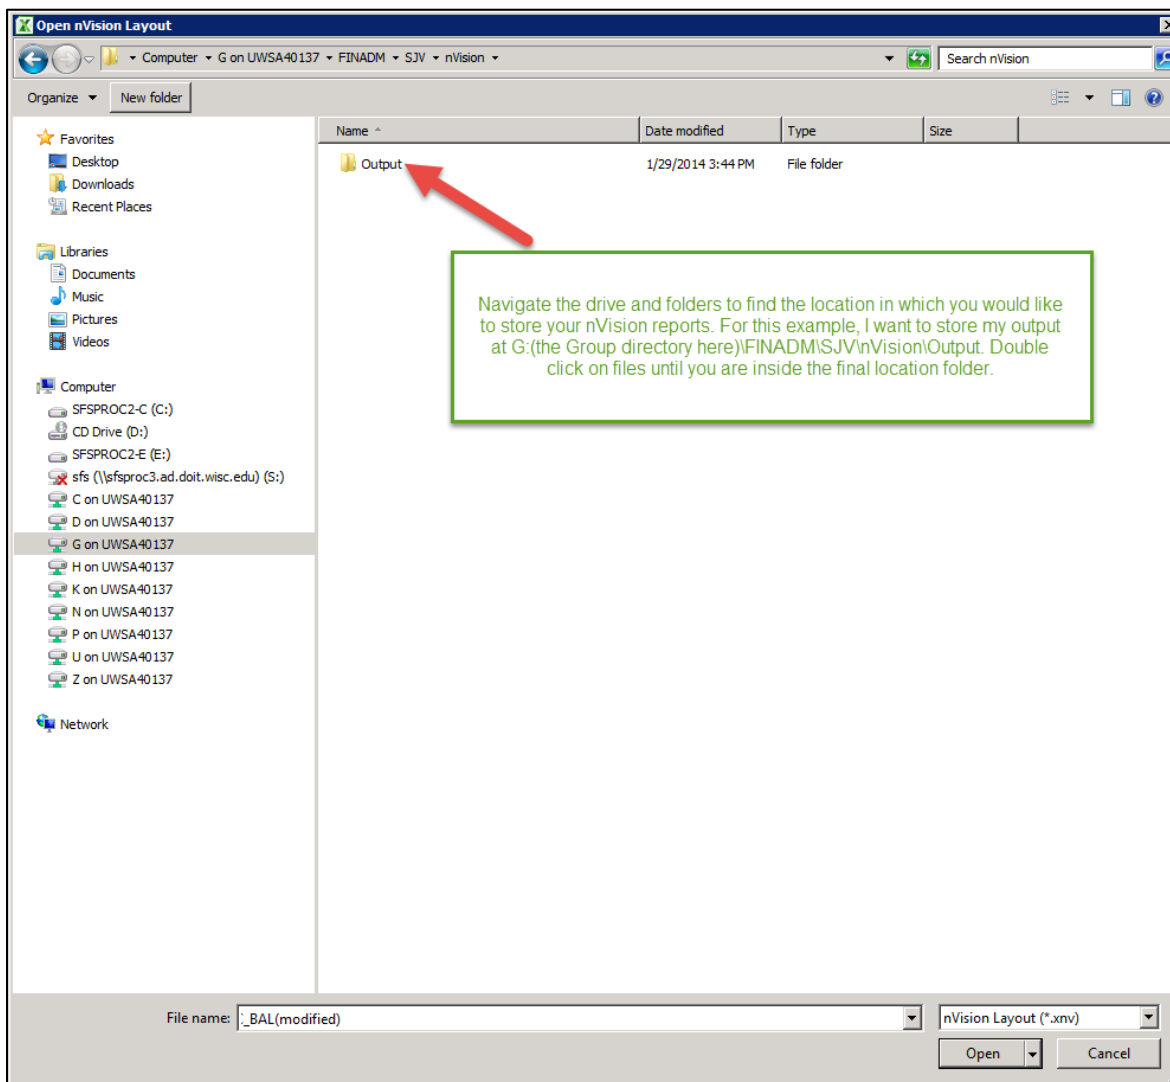 Open nVision Layout
Computer G on UWSA40137 FINADM SJV nVision
Search nVision
Organize New folder
Name Date modified Type Size
Favorites
Desktop
Downloads
Recent Places
Libraries
Documents
Music
Pictures
Videos
Computer
SFSPROC2-C (C:)
CD Drive (D:)
SFSPROC2-E (E:)
sfs (\\sfsproc3.ad.doit.wisc.edu) (S:)
C on UWSA40137
D on UWSA40137
G on UWSA40137
H on UWSA40137
K on UWSA40137
N on UWSA40137
P on UWSA40137
U on UWSA40137
Z on UWSA40137
Network
Output 1/29/2014 3:44 PM File folder
Navigate the drive and folders to find the location in which you would like
to store your nVision reports. For this example, I want to store my output
at G:(the Group directory here)\FINADM\SJV\nVision\Output. Double
click on files until you are inside the final location folder.
File name: _BAL(modified)
nVision Layout (*.xnv)
Open Cancel